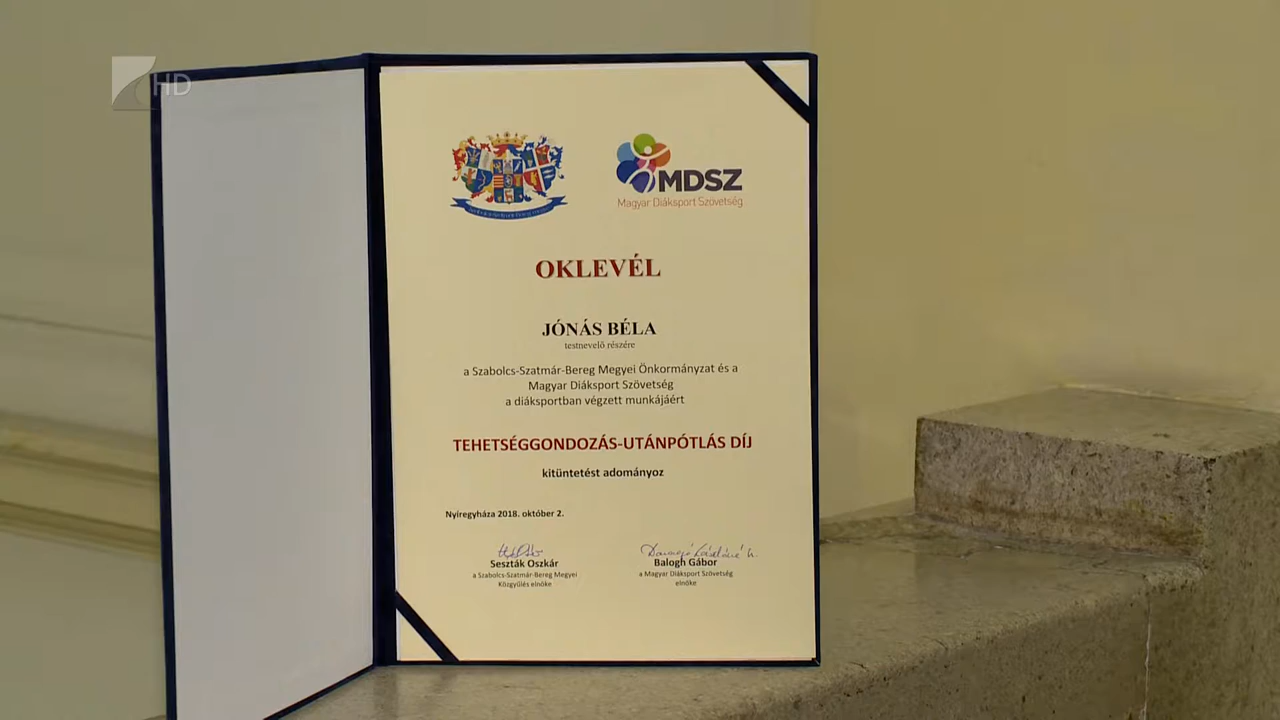 HD
MDSZ
Magyar Diáksport Szövetség
OKLEVÉL
JÓNÁS BÉLA
testnevelő részére
a Szabolcs-Szatmár-Bereg Megyei Önkormányzat és a
Magyar Diáksport Szövetség
a diáksportban végzett munkájáért
TEHETSÉGGONDOZÁS-UTÁNPÓTLÁS DÍJ
kitüntetést adományoz
Nyíregyháza 2018. október 2.
Seszták Oszkár
a Szabolcs-Szatmár-Bereg Megyei
Közgyűlés elnöke
Balogh Gábor
a Magyar Diáksport Szövetség
elnöke